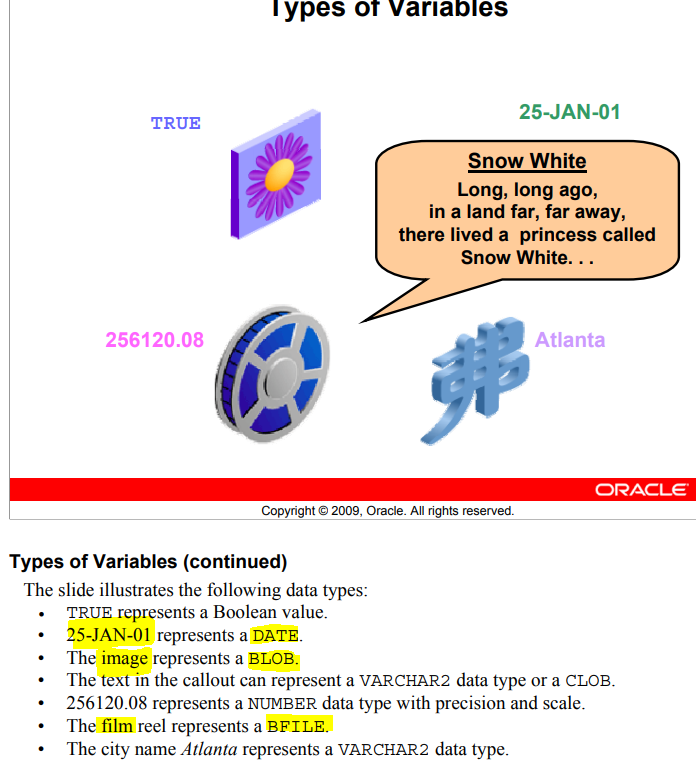 Types of Variables
TRUE
25-JAN-01
Snow White
Long, long ago,
in a land far, far away,
there lived a princess called
Snow White. . .
256120.08
弗
Atlanta
ORACLE
Copyright © 2009, Oracle. All rights reserved.
Types of Variables (continued)
The slide illustrates the following data types:
• TRUE represents a Boolean value.
• 25-JAN-01 represents a DATE.
• The image represents a BLOB.
• The text in the callout can represent a VARCHAR2 data type or a CLOB.
• 256120.08 represents a NUMBER data type with precision and scale.
• The film reel represents a BFILE.
• The city name Atlanta represents a VARCHAR2 data type.